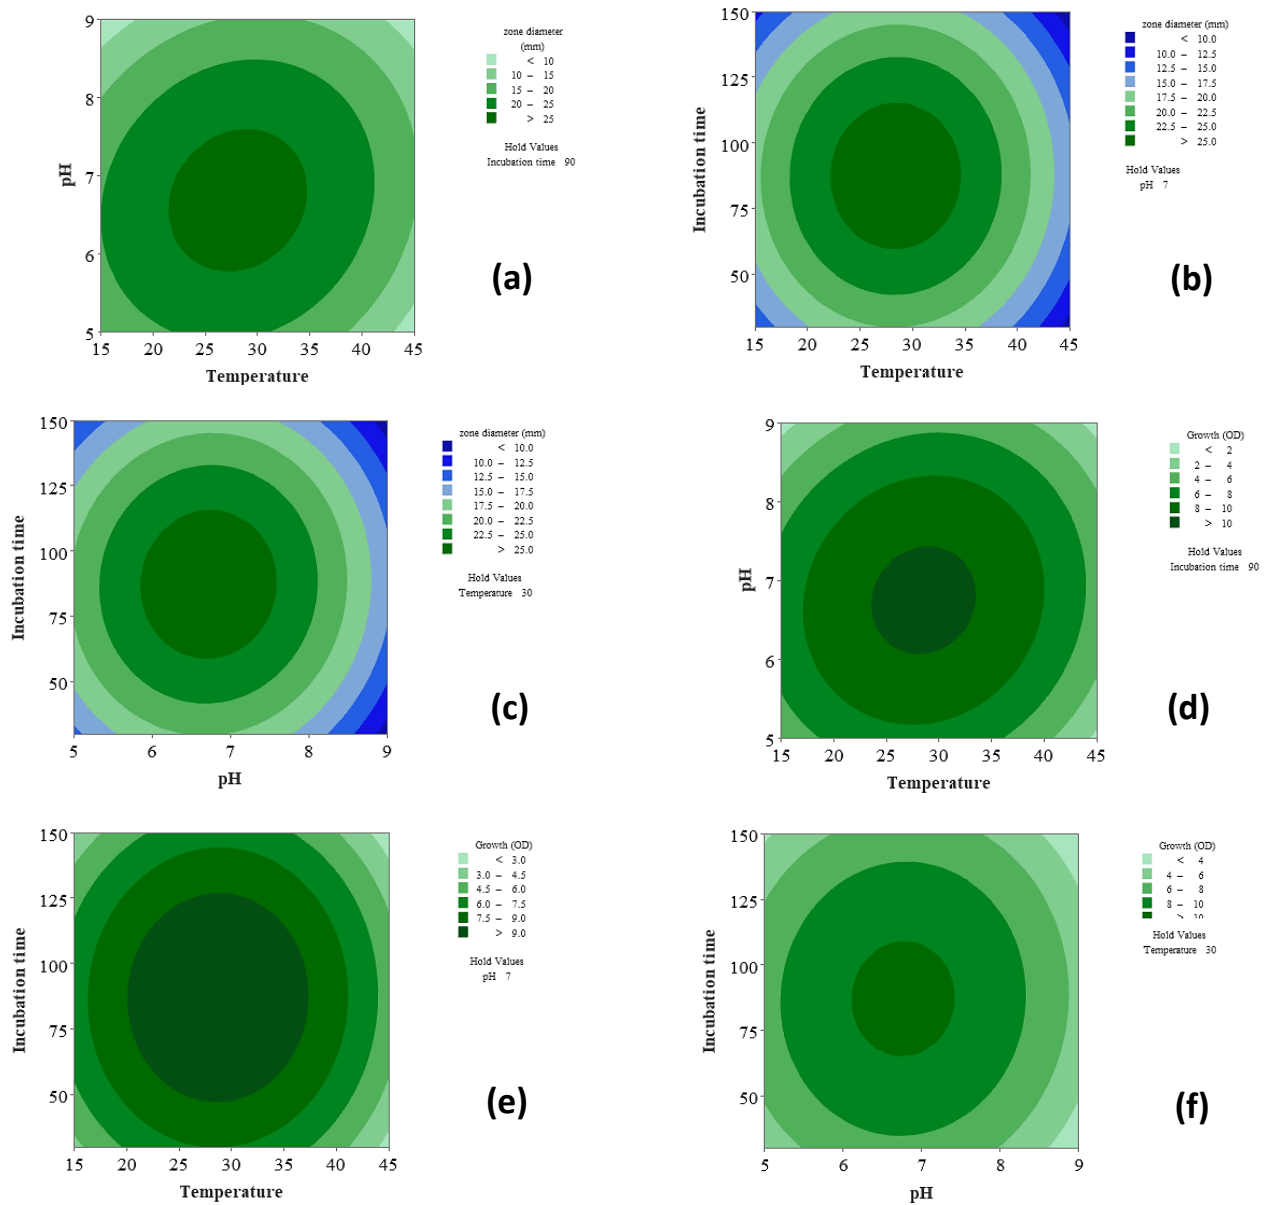 9
8
7
6
5
pH
15 20 25 30 35 40 45
Temperature
zone diameter
(mm)
< 10
10 – 15
15 – 20
20 – 25
> 25
Hold Values
Incubation time 90
(a)
150
125
100
75
50
Incubation time
15 20 25 30 35 40 45
Temperature
zone diameter (mm)
< 10.0
10.0 – 12.5
12.5 – 15.0
15.0 – 17.5
17.5 – 20.0
20.0 – 22.5
22.5 – 25.0
> 25.0
Hold Values
pH 7
(b)
150
125
100
75
50
Incubation time
5 6 7 8 9
pH
zone diameter (mm)
< 10.0
10.0 – 12.5
12.5 – 15.0
15.0 – 17.5
17.5 – 20.0
20.0 – 22.5
22.5 – 25.0
> 25.0
Hold Values
Temperature 30
(c)
9
8
7
6
5
pH
15 20 25 30 35 40 45
Temperature
Growth (OD)
< 2
2 – 4
4 – 6
6 – 8
8 – 10
> 10
Hold Values
Incubation time 90
(d)
150
125
100
75
50
Incubation time
15 20 25 30 35 40 45
Temperature
Growth (OD)
< 3.0
3.0 – 4.5
4.5 – 6.0
6.0 – 7.5
7.5 – 9.0
> 9.0
Hold Values
pH 7
(e)
150
125
100
75
50
Incubation time
5 6 7 8 9
pH
Growth (OD)
< 4
4 – 6
6 – 8
8 – 10
> 10
Hold Values
Temperature 30
(f)